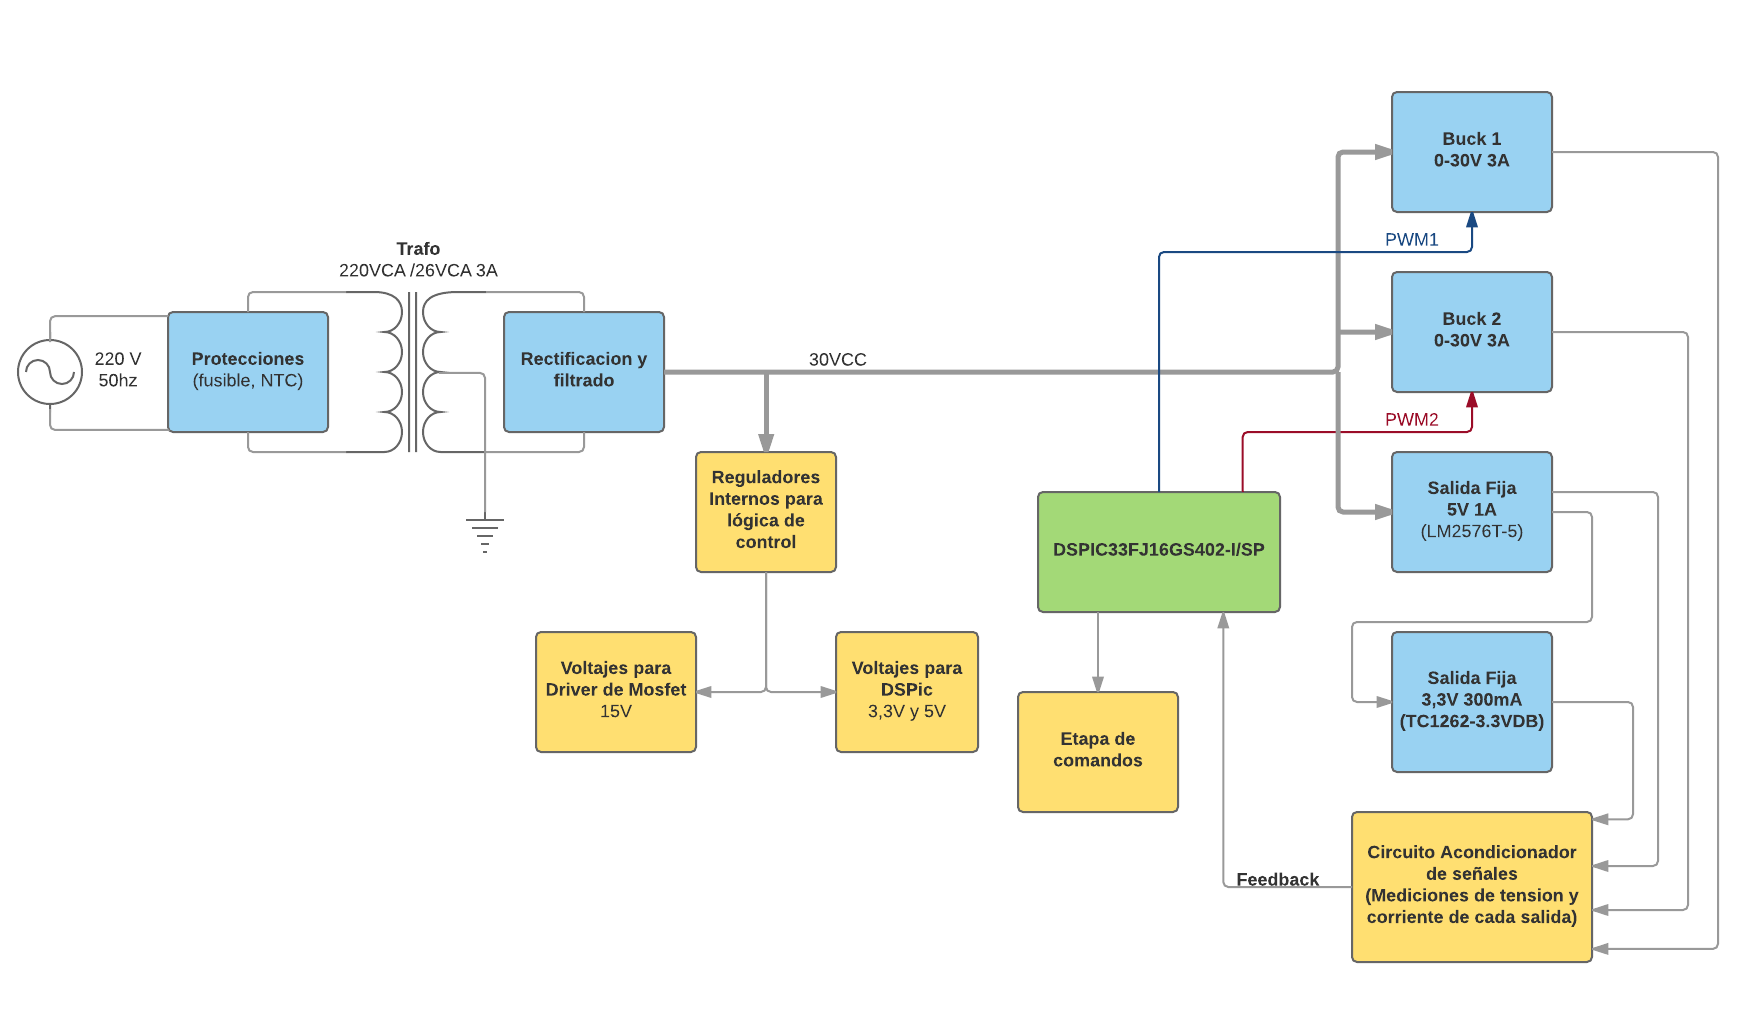 Trafo
220VCA /26VCA 3A
220 V
50hz
Protecciones
(fusible, NTC)
Rectificacion y
filtrado
30VCC
Reguladores
Internos para
lógica de
control
Voltajes para
Driver de Mosfet
15V
Voltajes para
DSPic
3,3V y 5V
DSPIC33FJ16GS402-I/SP
Etapa de
comandos
PWM1
PWM2
Buck 1
0-30V 3A
Buck 2
0-30V 3A
Salida Fija
5V 1A
(LM2576T-5)
Salida Fija
3,3V 300mA
(TC1262-3.3VDB)
Feedback
Circuito Acondicionador
de señales
(Mediciones de tension y
corriente de cada salida)